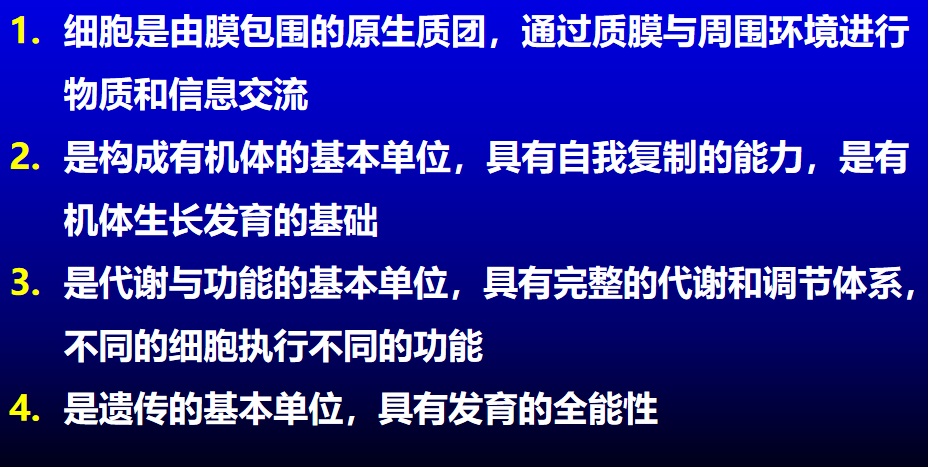 1. 细胞是由膜包围的原生质团，通过质膜与周围环境进行
物质和信息交流
2. 是构成有机体的基本单位，具有自我复制的能力，是有
机体生长发育的基础
3. 是代谢与功能的基本单位，具有完整的代谢和调节体系，
不同的细胞执行不同的功能
4. 是遗传的基本单位，具有发育的全能性